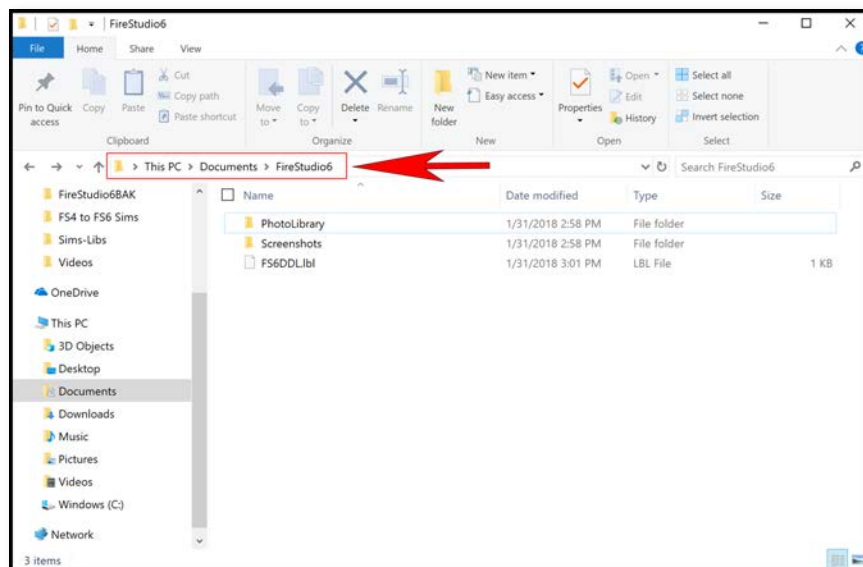 FireStudio6
File Home Share View
Pin to Quick access
Copy
Paste
Cut
Copy path
Paste shortcut
Clipboard
Move to
Copy to
Delete
Rename
Organize
New folder
New item
Easy access
New
Properties
Open
Edit
History
Open
Select all
Select none
Invert selection
Select
This PC > Documents > FireStudio6
Search FireStudio6
FireStudio6BAK
FS4 to FS6 Sims
Sims-Libs
Videos
OneDrive
This PC
3D Objects
Desktop
Documents
Downloads
Music
Pictures
Videos
Windows (C:)
Network
Name Date modified Type Size
PhotoLibrary 1/31/2018 2:58 PM File folder
Screenshots 1/31/2018 2:58 PM File folder
FS6DDL.lbl 1/31/2018 3:01 PM LBL File 1 KB
3 items